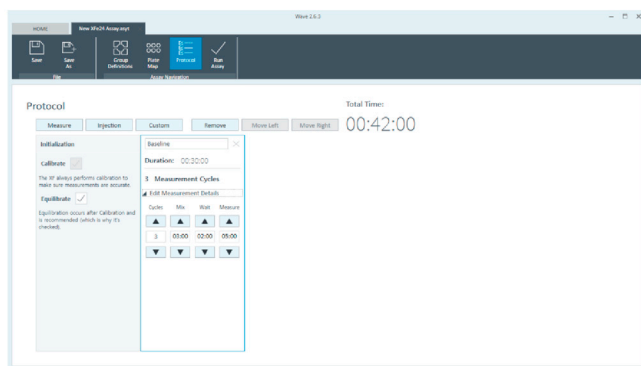 Wave 2.6.3
HOME
New XFe24 Assay.asyt
Save
Save As
Group Definitions
Plate Map
Protocol
Run Assay
File
Assay Navigation
Protocol
Total Time:
00:42:00
Measure
Injection
Custom
Remove
Move Left
Move Right
Initialization
Calibrate
The XF always performs calibration to
make sure measurements are accurate.
Equilibrate
Equilibration occurs after Calibration and
is recommended (which is why it's
checked).
Baseline
Duration: 00:30:00
3 Measurement Cycles
Edit Measurement Details
Cycles Mix Wait Measure
3 03:00 02:00 05:00